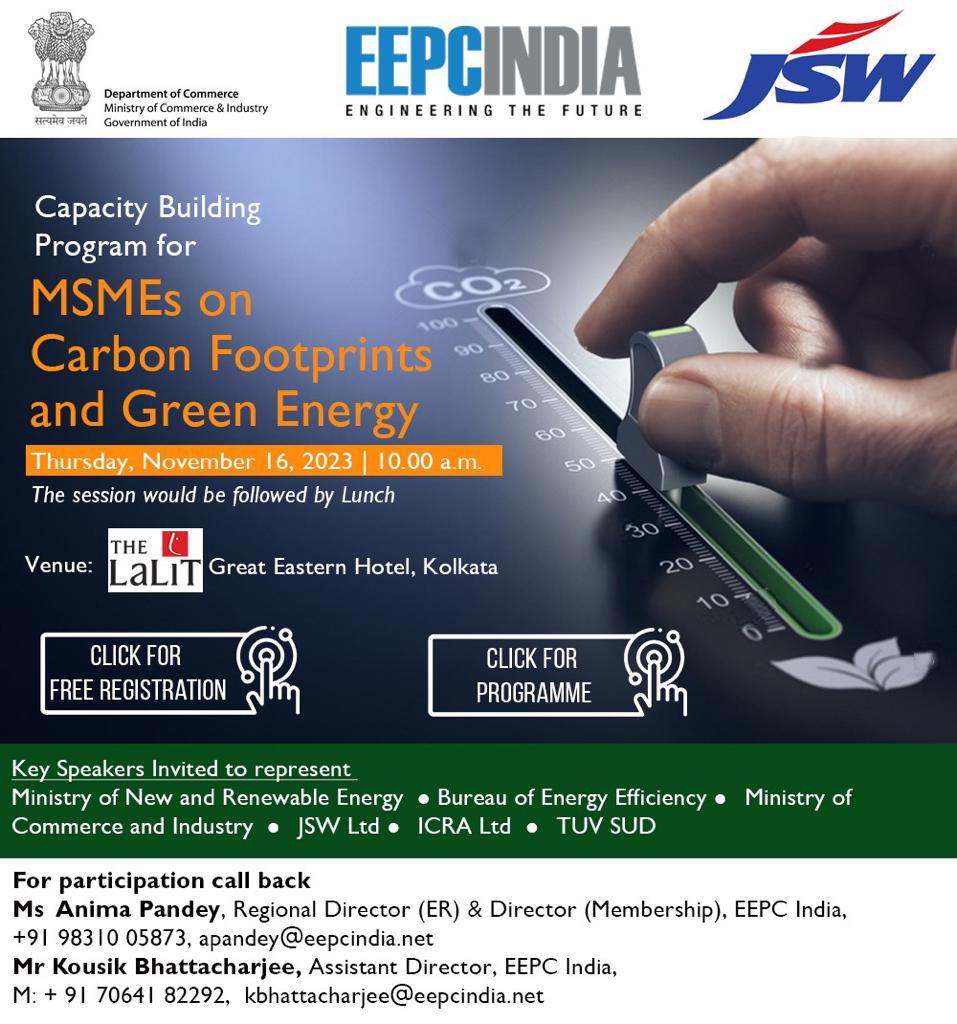 सत्यमेव जयते
Department of Commerce
Ministry of Commerce & Industry
Government of India
EEPCINDIA
ENGINEERING THE FUTURE
JSW
Capacity Building
Program for
MSMEs on
Carbon Footprints
and Green Energy
Thursday, November 16, 2023 | 10.00 a.m.
The session would be followed by Lunch
Venue: THE LaLiT Great Eastern Hotel, Kolkata
CO2
100
90
80
70
60
50
40
30
20
10
0
CLICK FOR
FREE REGISTRATION
CLICK FOR
PROGRAMME
Key Speakers Invited to represent
Ministry of New and Renewable Energy ● Bureau of Energy Efficiency ● Ministry of
Commerce and Industry ● JSW Ltd ● ICRA Ltd ● TUV SUD
For participation call back
Ms Anima Pandey, Regional Director (ER) & Director (Membership), EEPC India,
+91 98310 05873, apandey@eepcindia.net
Mr Kousik Bhattacharjee, Assistant Director, EEPC India,
M: + 91 70641 82292, kbhattacharjee@eepcindia.net